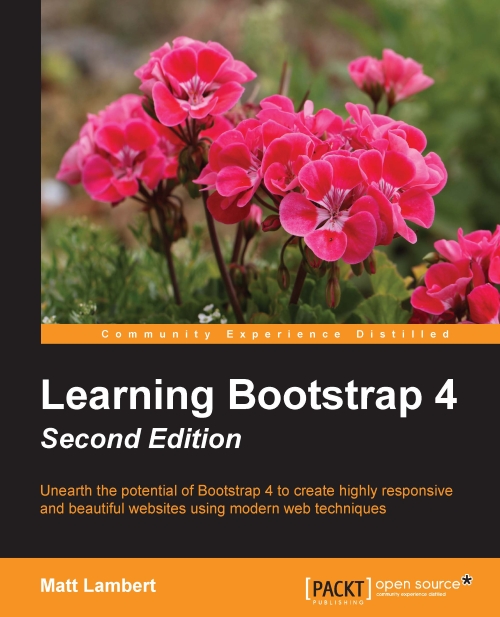 Community Experience Distilled
Learning Bootstrap 4
Second Edition
Unearth the potential of Bootstrap 4 to create highly responsive
and beautiful websites using modern web techniques
Matt Lambert
[PACKT] open source*
PUBLISHING
community experience distilled